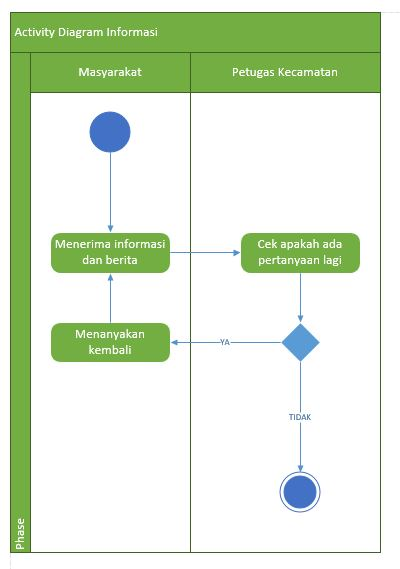 Activity Diagram Informasi
Masyarakat
Petugas Kecamatan
Menerima informasi
dan berita
Cek apakah ada
pertanyaan lagi
Menanyakan
kembali
YA
TIDAK
Phase